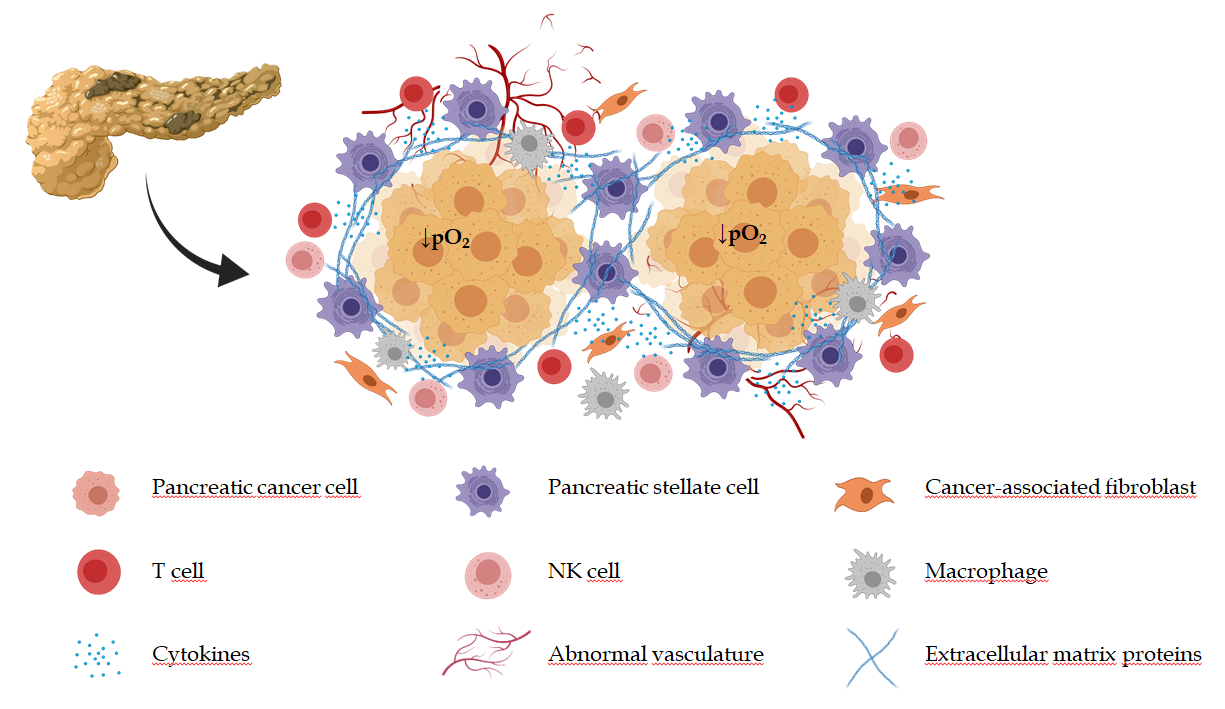 ↓pO₂
↓pO₂
Pancreatic cancer cell
Pancreatic stellate cell
Cancer-associated fibroblast
T cell
NK cell
Macrophage
Cytokines
Abnormal vasculature
Extracellular matrix proteins